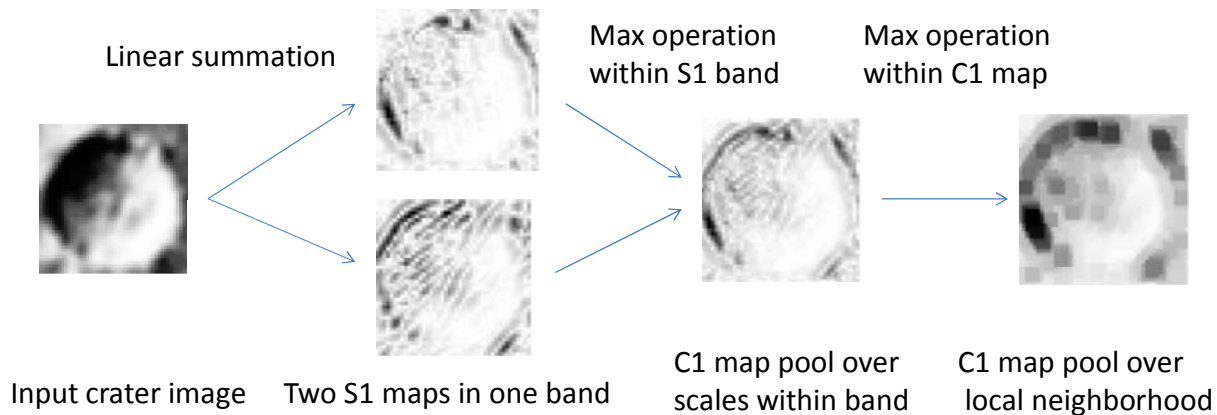 Linear summation
Max operation
within S1 band
Max operation
within C1 map
Input crater image
Two S1 maps in one band
C1 map pool over
scales within band
C1 map pool over
local neighborhood